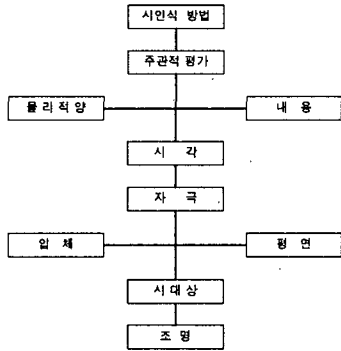 시인식 방법
주관적 평가
물리적양
내 용
시 각
자 극
입 체
평 면
시 대 상
조 명